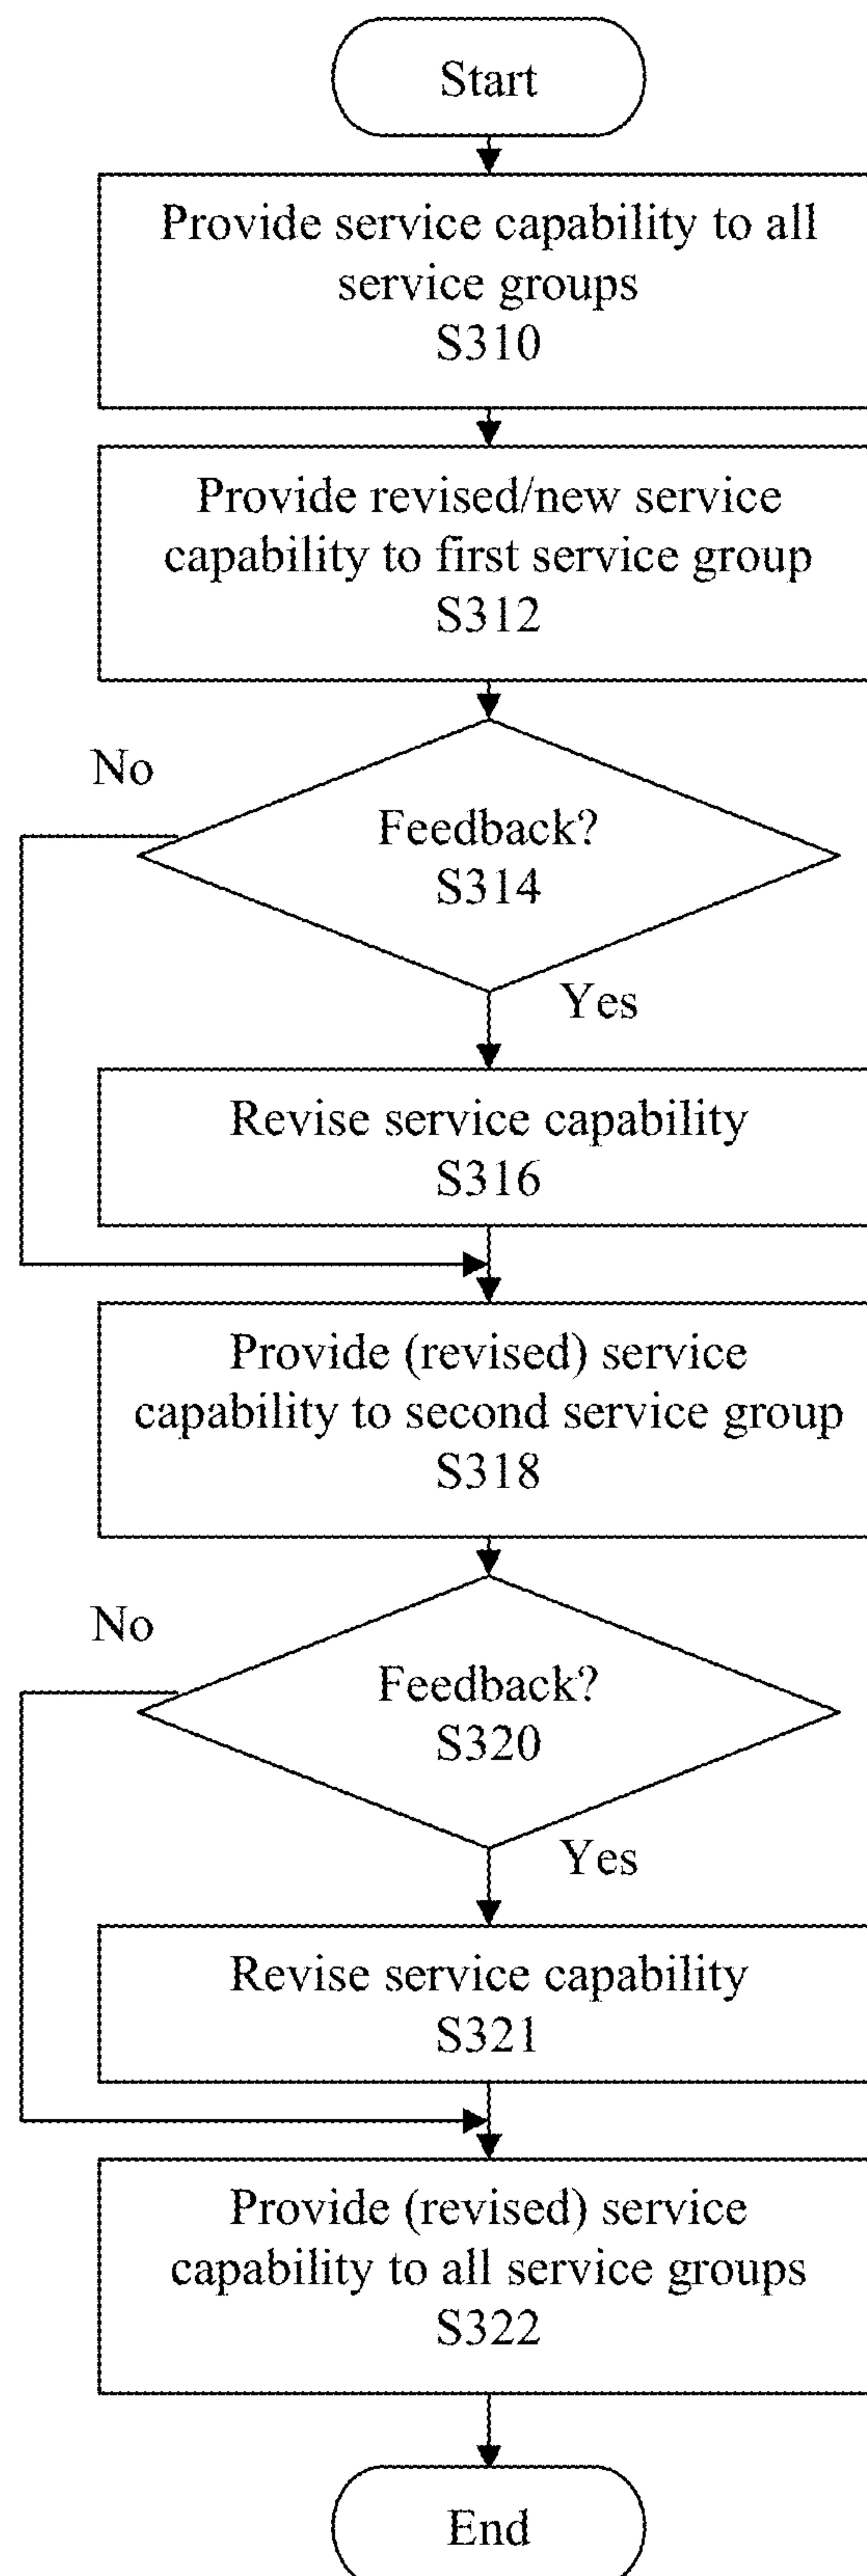 Start
Provide service capability to all
service groups
S310
Provide revised/new service
capability to first service group
S312
No
Feedback?
S314
Yes
Revise service capability
S316
Provide (revised) service
capability to second service group
S318
No
Feedback?
S320
Yes
Revise service capability
S321
Provide (revised) service
capability to all service groups
S322
End